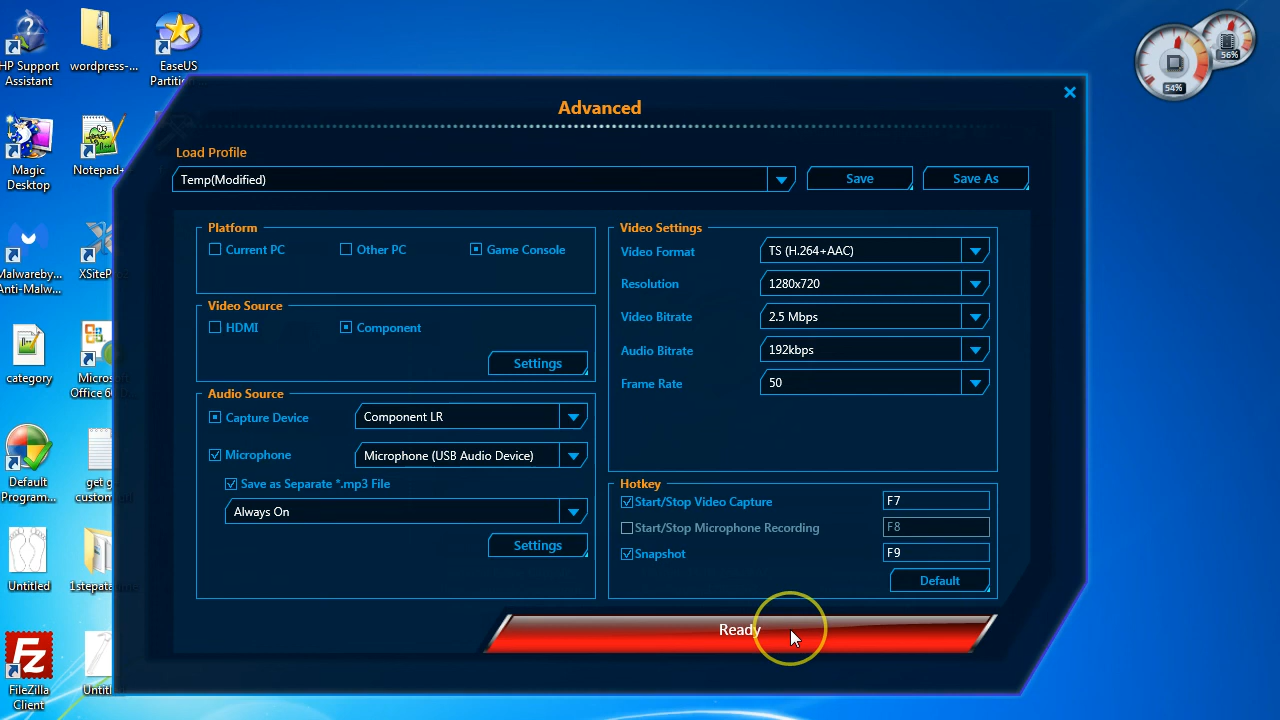 HP Support
Assistant
wordpress-...
EaseUS
Partiti
Magic
Desktop
Notepad+
Malwareby...
Anti-Malw...
XSitePr
category
Micros
Office 60
Default
Program...
get g
custom
Untitled
1stepat
FileZilla
Client
Untitl
54%
56%
Advanced
Load Profile
Temp(Modified)
Save
Save As
Platform
Current PC
Other PC
Game Console
Video Source
HDMI
Component
Settings
Audio Source
Capture Device
Component LR
Microphone
Microphone (USB Audio Device)
Save as Separate *.mp3 File
Always On
Settings
Video Settings
Video Format
TS (H.264+AAC)
Resolution
1280x720
Video Bitrate
2.5 Mbps
Audio Bitrate
192kbps
Frame Rate
50
Hotkey
Start/Stop Video Capture
F7
Start/Stop Microphone Recording
F8
Snapshot
F9
Default
Ready